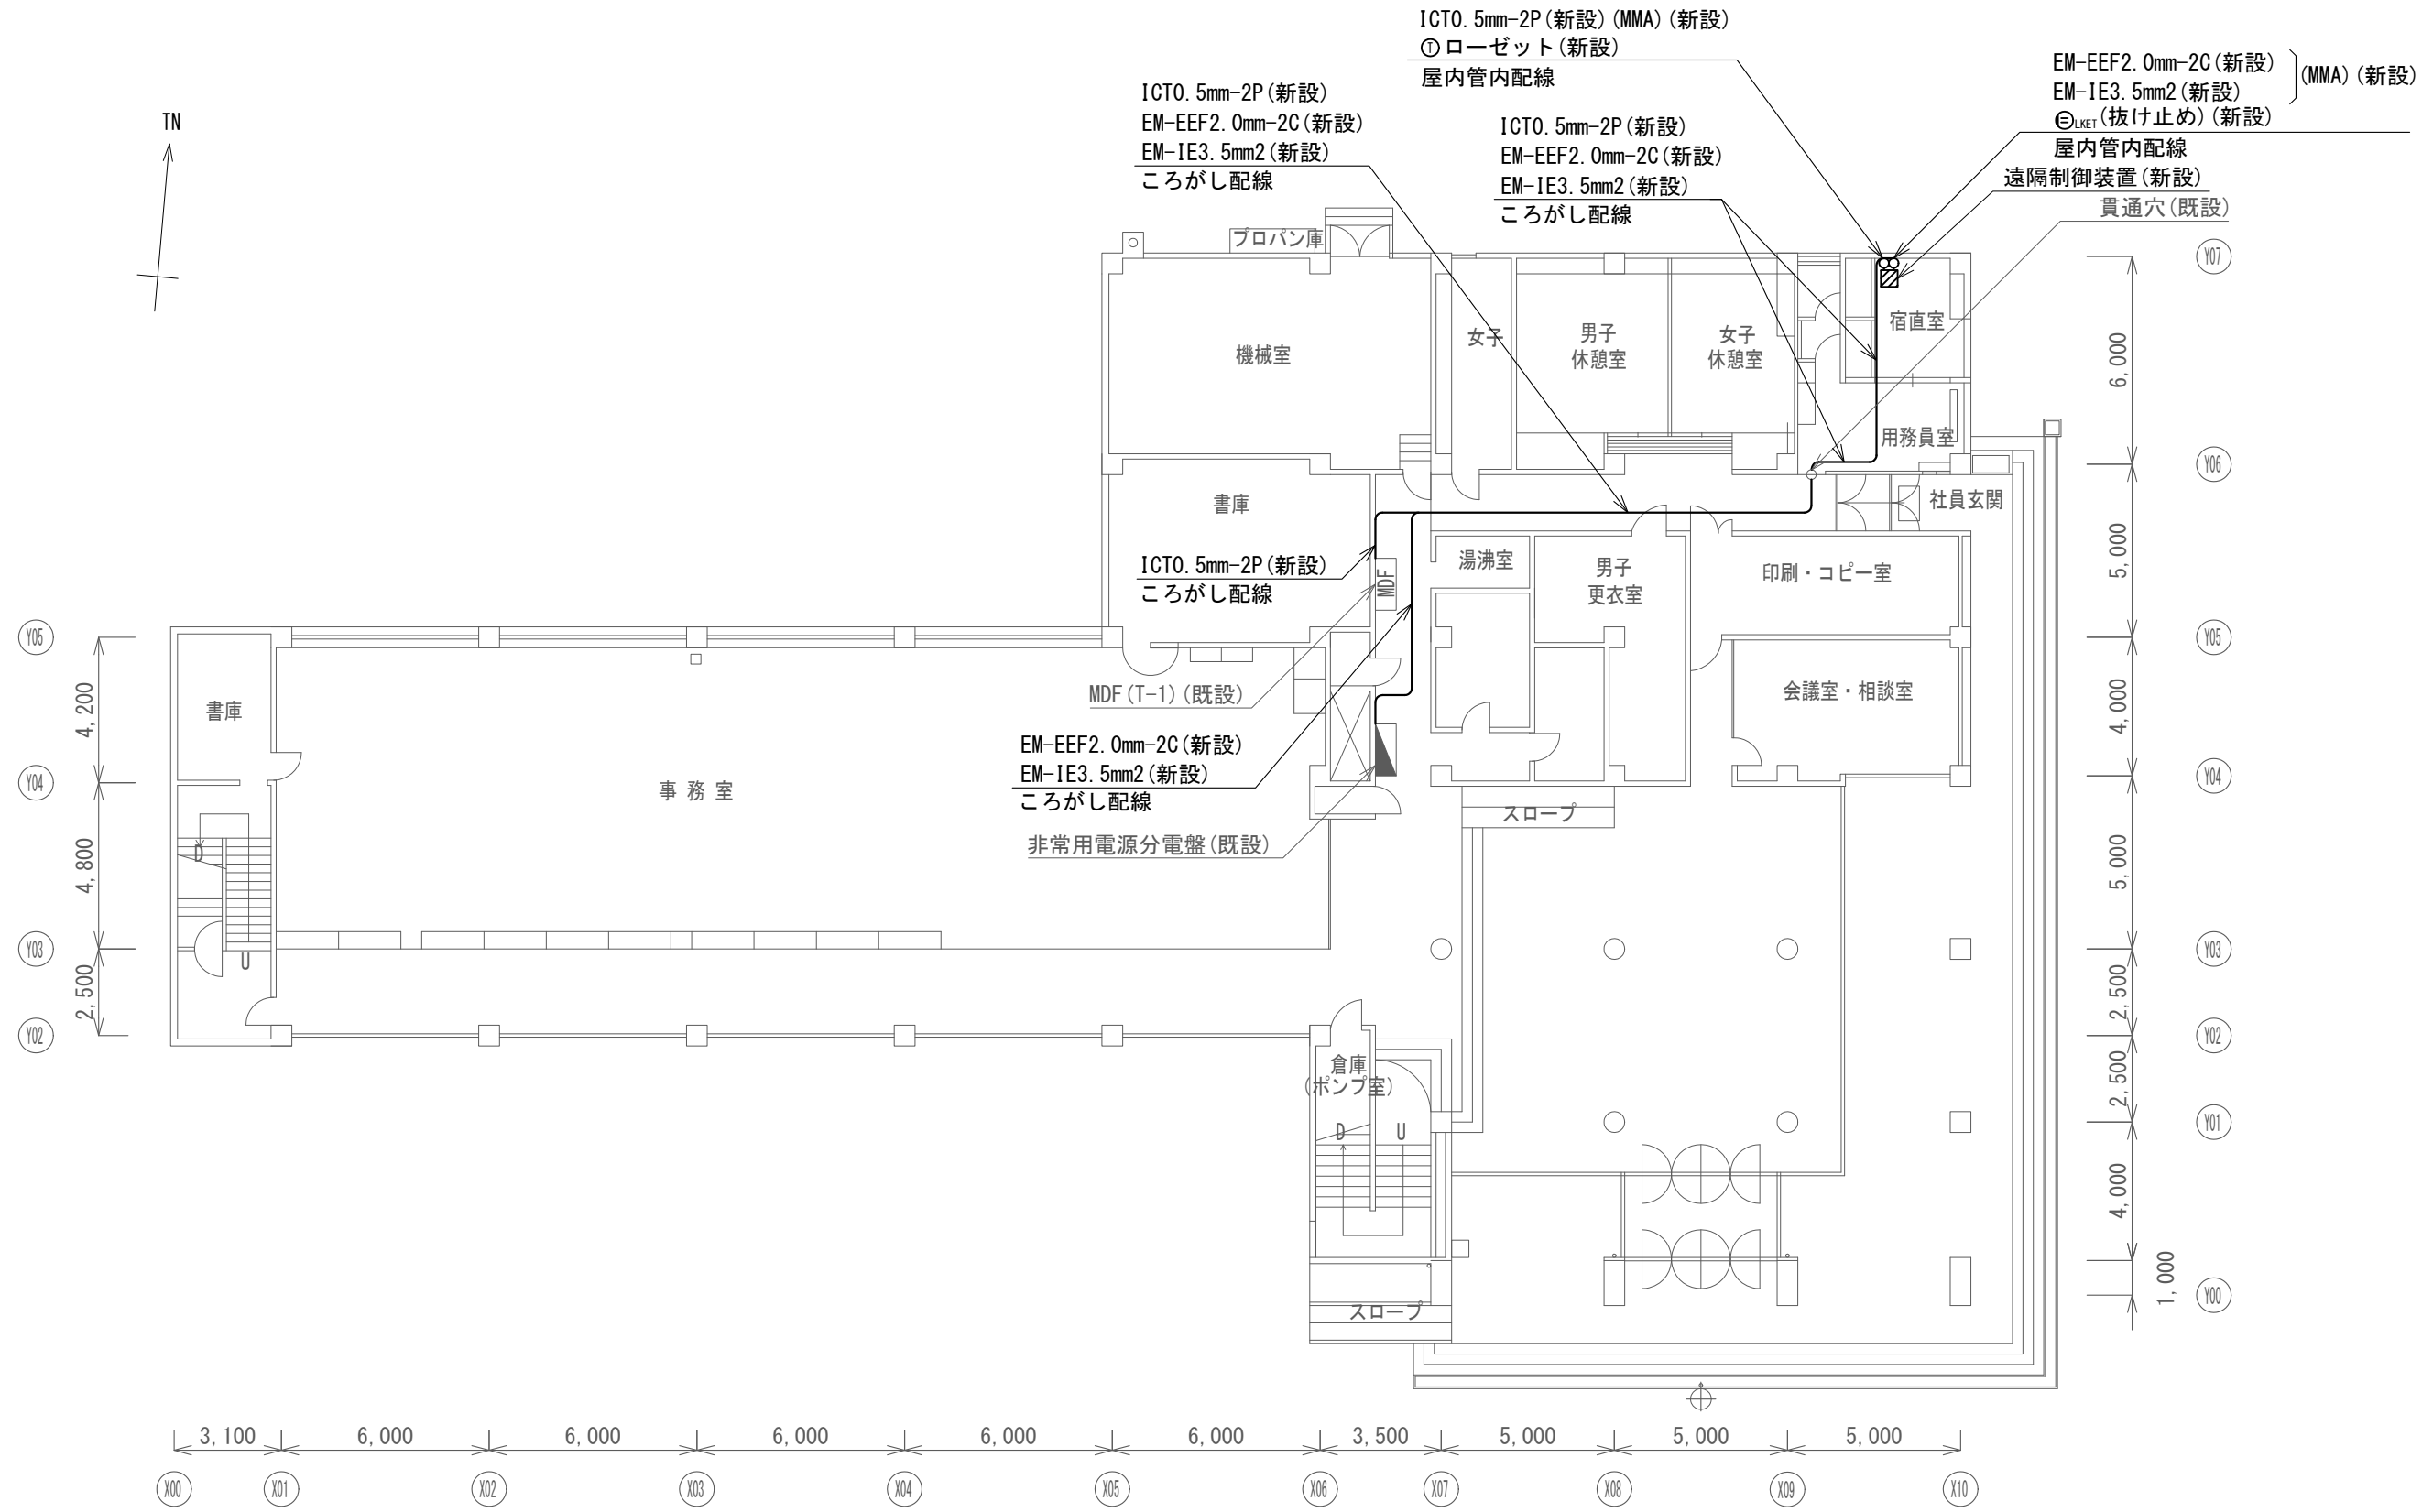 ICT0.5mm-2P(新設)(MMA)(新設)
Ⓣローゼット(新設)
屋内管内配線
EM-EEF2.0mm-2C(新設)
EM-IE3.5mm2(新設)
(MMA)(新設)
LKET(抜け止め)(新設)
屋内管内配線
遠隔制御装置(新設)
貫通穴(既設)
ICT0.5mm-2P(新設)
EM-EEF2.0mm-2C(新設)
EM-IE3.5mm2(新設)
ころがし配線
ICT0.5mm-2P(新設)
EM-EEF2.0mm-2C(新設)
EM-IE3.5mm2(新設)
ころがし配線
TN
プロパン庫
機械室
女子
男子
休憩室
女子
休憩室
宿直室
用務員室
社員玄関
書庫
ICT0.5mm-2P(新設)
ころがし配線
MDF
湯沸室
男子
更衣室
印刷・コピー室
会議室・相談室
MDF(T-1)(既設)
EM-EEF2.0mm-2C(新設)
EM-IE3.5mm2(新設)
ころがし配線
非常用電源分電盤(既設)
書庫
事務室
スロープ
D
U
倉庫
(ポンプ室)
D
U
スロープ
Y05
4,200
Y04
4,800
Y03
2,500
Y02
Y07
6,000
Y06
5,000
Y05
4,000
Y04
5,000
Y03
2,500
Y02
2,500
Y01
4,000
1,000
Y00
3,100
6,000
6,000
6,000
6,000
6,000
3,500
5,000
5,000
5,000
X00
X01
X02
X03
X04
X05
X06
X07
X08
X09
X10